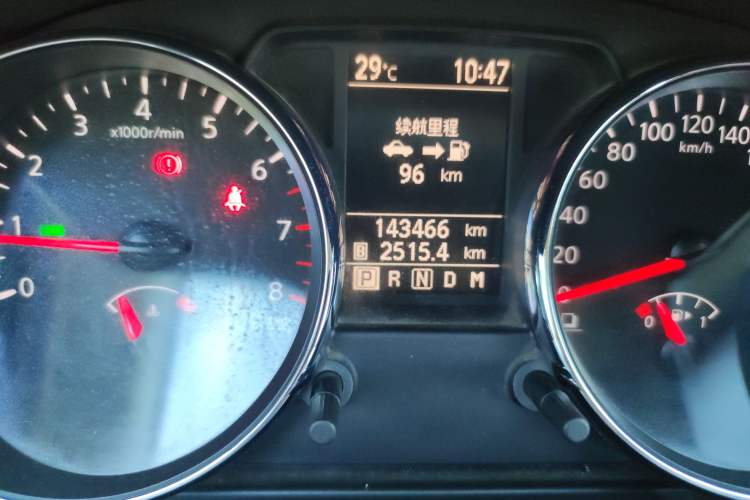 29°C 10:47
续航里程
96 km
143466 km
B 2515.4 km
P R N D M
0 1 2 3 4 5 6 7 8
x1000r/min
0 20 40 60 80 100 120 140
km/h
0 1